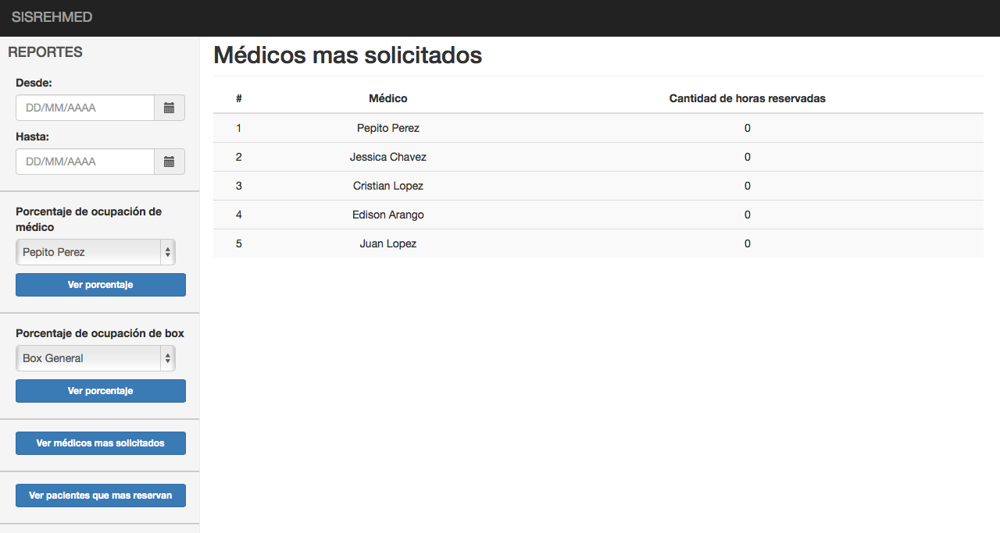 SISREHMED
REPORTES
Desde:
DD/MM/AAAA
Hasta:
DD/MM/AAAA
Porcentaje de ocupación de
médico
Pepito Perez
Ver porcentaje
Porcentaje de ocupación de box
Box General
Ver porcentaje
Ver médicos mas solicitados
Ver pacientes que mas reservan
Médicos mas solicitados
# Médico Cantidad de horas reservadas
1 Pepito Perez 0
2 Jessica Chavez 0
3 Cristian Lopez 0
4 Edison Arango 0
5 Juan Lopez 0